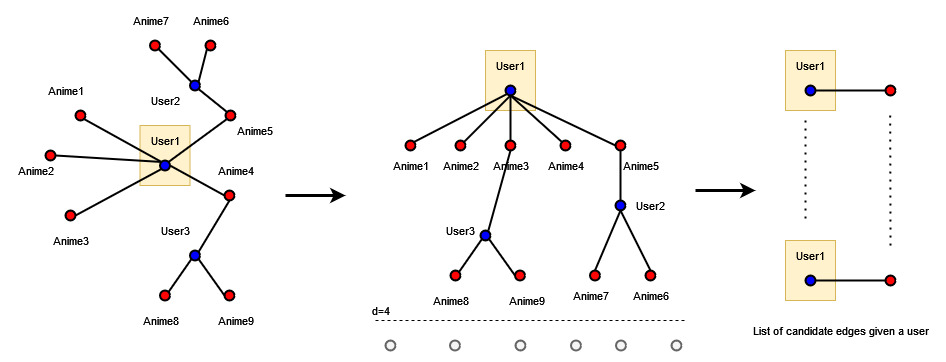 Anime7
Anime6
Anime1
User2
Anime5
User1
Anime2
Anime4
User3
Anime3
Anime8
Anime9
User1
Anime1
Anime2
Anime3
Anime4
Anime5
User2
User3
Anime8
Anime9
Anime7
Anime6
d=4
User1
User1
List of candidate edges given a user